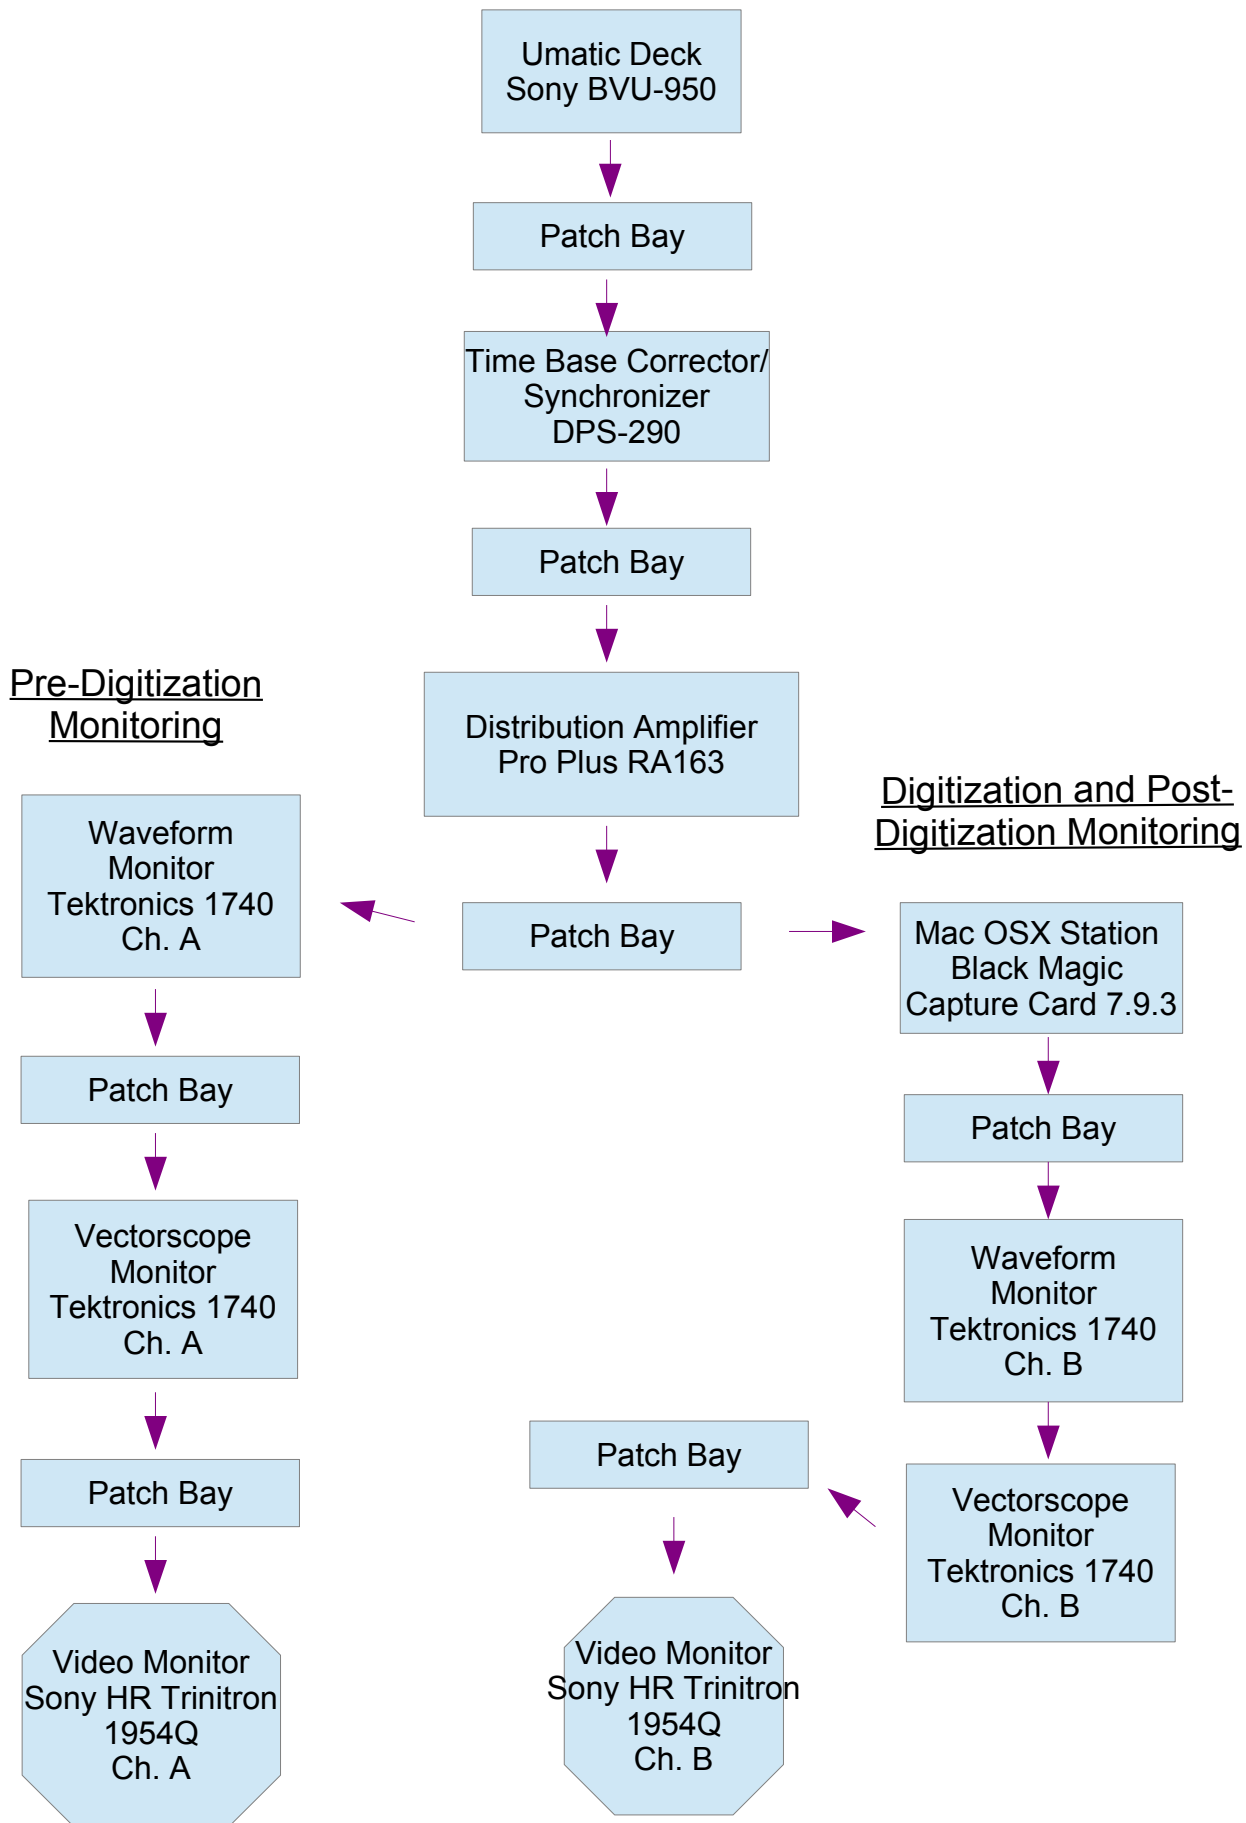 Umatic Deck
Sony BVU-950
Patch Bay
Time Base Corrector/
Synchronizer
DPS-290
Patch Bay
Distribution Amplifier
Pro Plus RA163
Patch Bay
Pre-Digitization
Monitoring
Waveform
Monitor
Tektronics 1740
Ch. A
Patch Bay
Vectorscope
Monitor
Tektronics 1740
Ch. A
Patch Bay
Video Monitor
Sony HR Trinitron
1954Q
Ch. A
Digitization and Post-
Digitization Monitoring
Mac OSX Station
Black Magic
Capture Card 7.9.3
Patch Bay
Waveform
Monitor
Tektronics 1740
Ch. B
Vectorscope
Monitor
Tektronics 1740
Ch. B
Patch Bay
Video Monitor
Sony HR Trinitron
1954Q
Ch. B